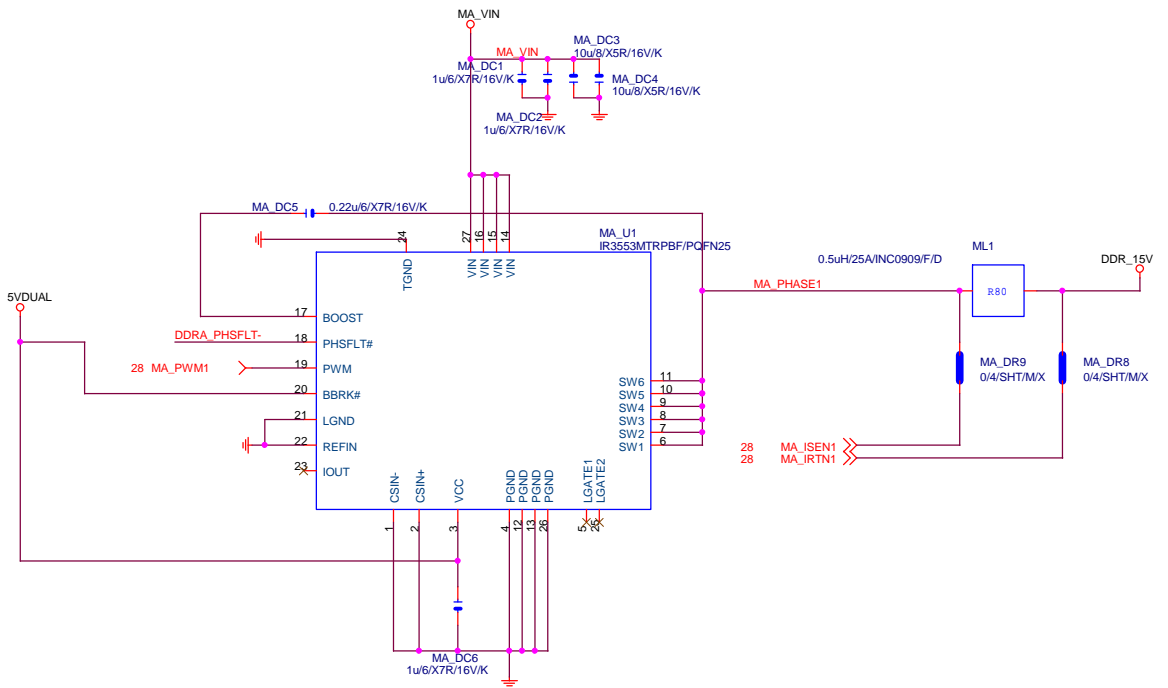 MA_VIN
MA_DC3
10u/8/X5R/16V/K
MA_VIN
MA_DC1
1u/6/X7R/16V/K
MA_DC4
10u/8/X5R/16V/K
MA_DC2
1u/6/X7R/16V/K
MA_DC5
0.22u/6/X7R/16V/K
MA_U1
IR3553MTRPBF/PQFN25
24
27
16
15
14
TGND
VIN
VIN
VIN
VIN
ML1
0.5uH/25A/INC0909/F/D
DDR_15V
MA_PHASE1
R80
5VDUAL
17
BOOST
DDRA_PHSFLT-
18
PHSFLT#
28 MA_PWM1
19
PWM
20
BBRK#
21
LGND
22
REFIN
23
IOUT
SW6
11
SW5
10
SW4
9
SW3
8
SW2
7
SW1
6
MA_DR9
0/4/SHT/M/X
MA_DR8
0/4/SHT/M/X
28 MA_ISEN1
28 MA_IRTN1
CSIN-
CSIN+
VCC
PGND
PGND
PGND
PGND
LGATE1
LGATE2
1
2
3
4
12
13
26
5
25
MA_DC6
1u/6/X7R/16V/K